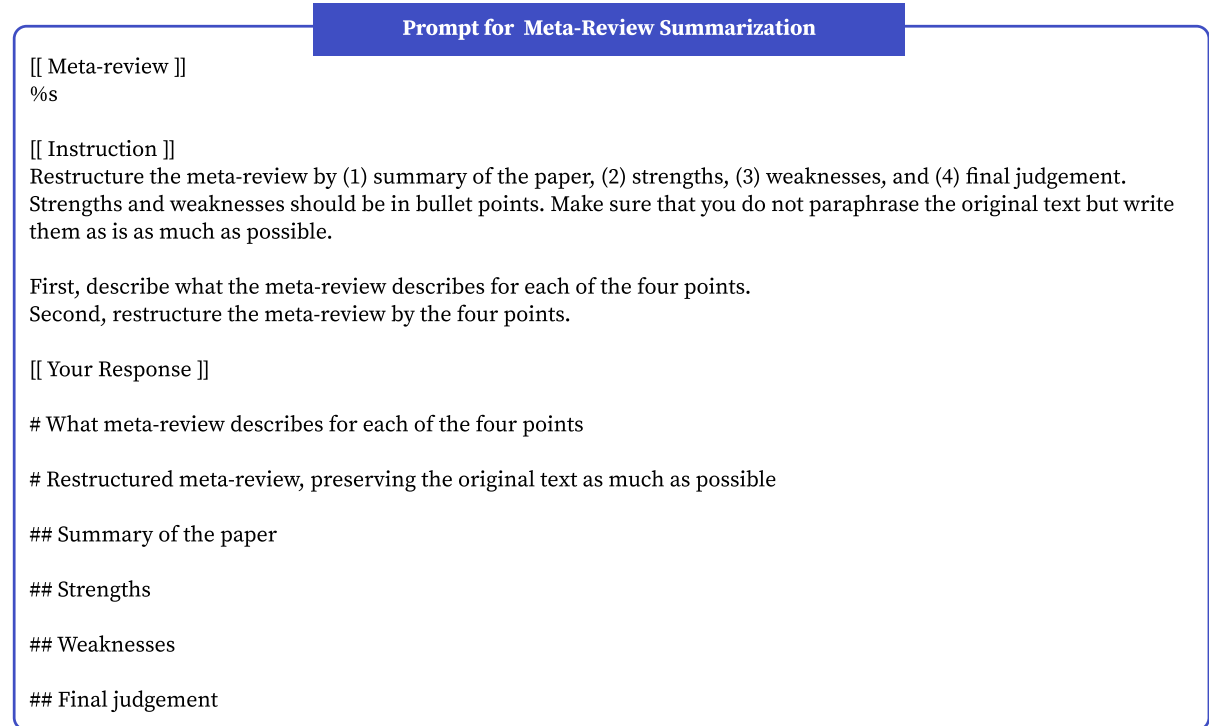 Prompt for Meta-Review Summarization
[[ Meta-review ]]
%s
[[ Instruction ]]
Restructure the meta-review by (1) summary of the paper, (2) strengths, (3) weaknesses, and (4) final judgement.
Strengths and weaknesses should be in bullet points. Make sure that you do not paraphrase the original text but write
them as is as much as possible.
First, describe what the meta-review describes for each of the four points.
Second, restructure the meta-review by the four points.
[[ Your Response ]]
# What meta-review describes for each of the four points
# Restructured meta-review, preserving the original text as much as possible
## Summary of the paper
## Strengths
## Weaknesses
## Final judgement